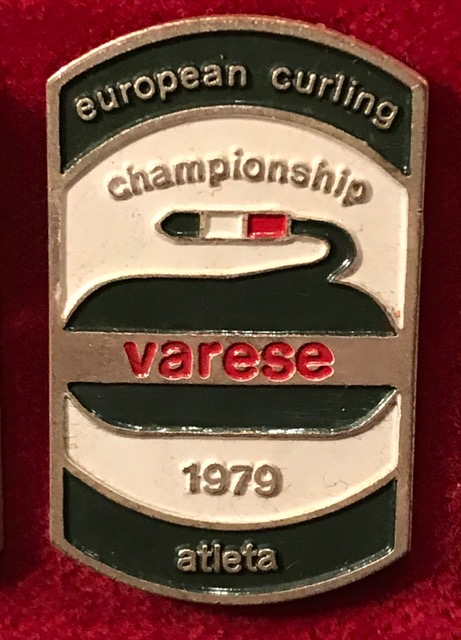 european curling
championship
varese
1979
atleta